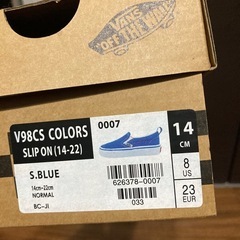 VANS
"OFF THE WALL"
V98CS COLORS
0007
SLIP ON (14-22)
14
CM
S.BLUE
8
US
14cm~22cm
NORMAL
626378-0007
23
EUR
BC-JI
033